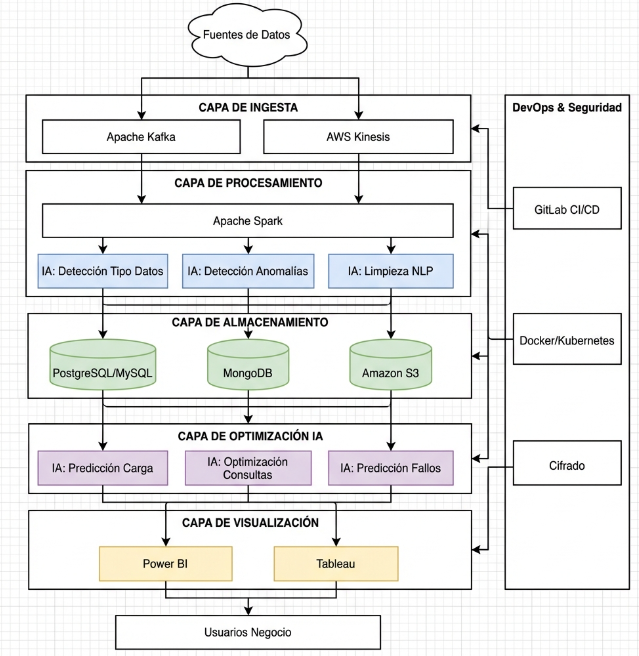 Fuentes de Datos
CAPA DE INGESTA
Apache Kafka
AWS Kinesis
CAPA DE PROCESAMIENTO
Apache Spark
IA: Detección Tipo Datos
IA: Detección Anomalías
IA: Limpieza NLP
CAPA DE ALMACENAMIENTO
PostgreSQL/MySQL
MongoDB
Amazon S3
CAPA DE OPTIMIZACIÓN IA
IA: Predicción Carga
IA: Optimización
Consultas
IA: Predicción Fallos
CAPA DE VISUALIZACIÓN
Power BI
Tableau
Usuarios Negocio
DevOps & Seguridad
GitLab CI/CD
Docker/Kubernetes
Cifrado